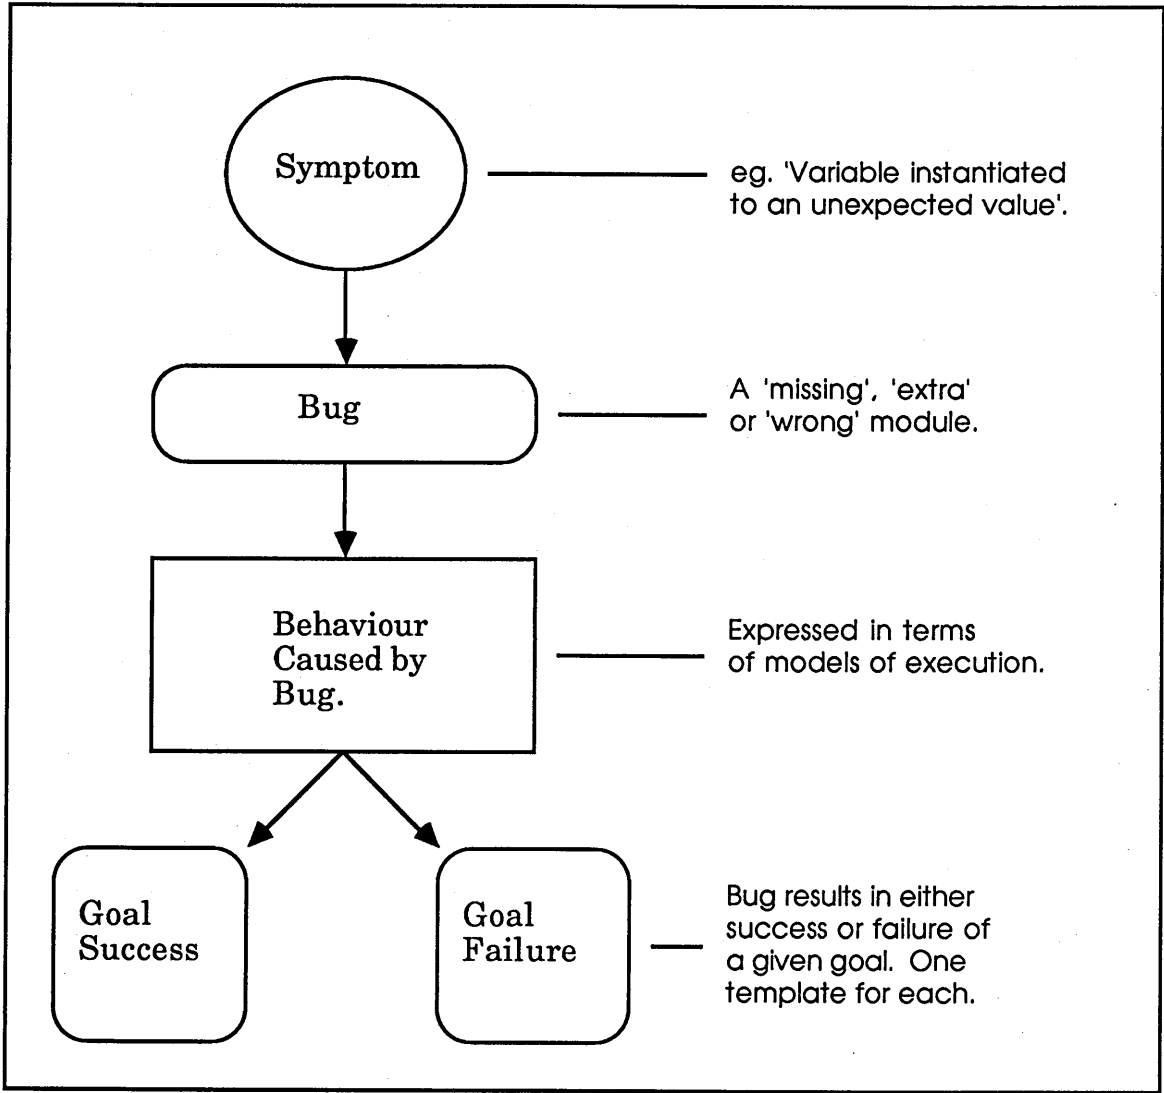 Symptom
eg. 'Variable instantiated
to an unexpected value'.
Bug
A 'missing', 'extra'
or 'wrong' module.
Behaviour
Caused by
Bug.
Expressed in terms
of models of execution.
Goal
Success
Goal
Failure
Bug results in either
success or failure of
a given goal. One
template for each.